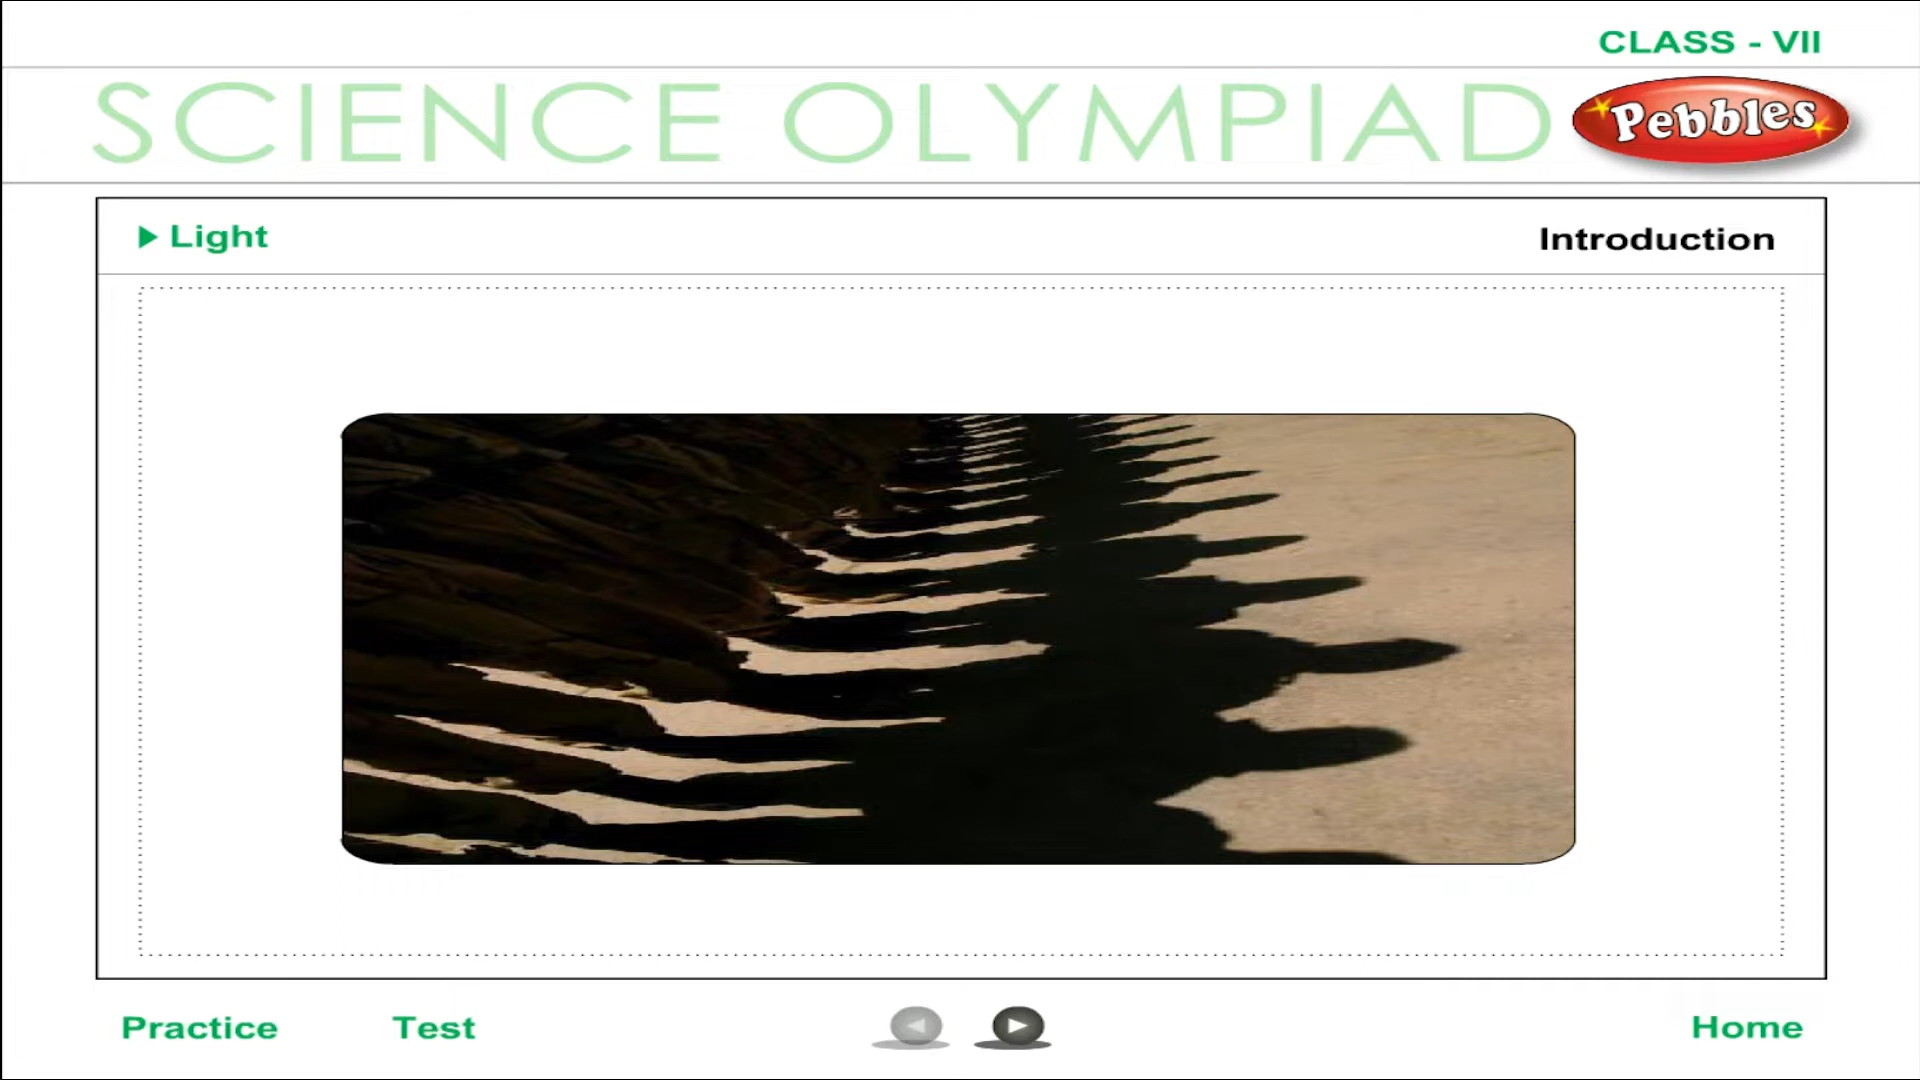 CLASS - VII
SCIENCE OLYMPIAD
Pebbles
Light
Introduction
Practice
Test
Home